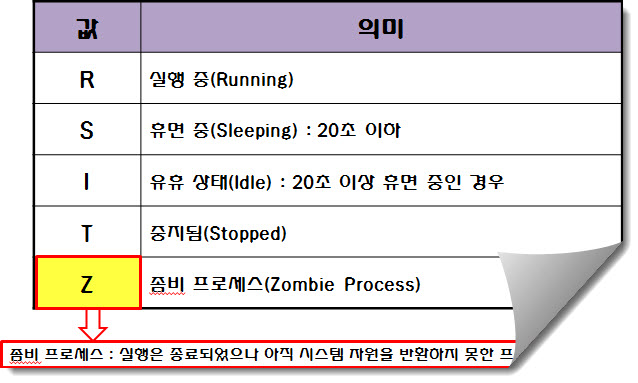 값 의미
R 실행 중(Running)
S 휴면 중(Sleeping) : 20초 이하
I 유휴 상태(Idle) : 20초 이상 휴면 중인 경우
T 중지됨(Stopped)
Z 좀비 프로세스(Zombie Process)
좀비 프로세스 : 실행은 종료되었으나 아직 시스템 자원을 반환하지 못한 프